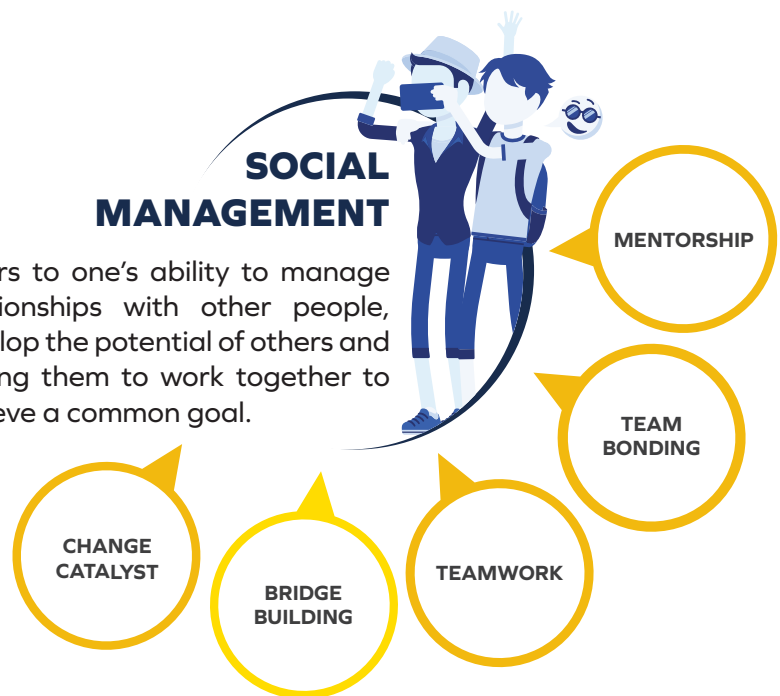 SOCIAL
MANAGEMENT
to one's ability to manage
with other people,
the potential of others and
them to work together to
a common goal.
MENTORSHIP
TEAM
BONDING
TEAMWORK
BRIDGE
BUILDING
CHANGE
CATALYST